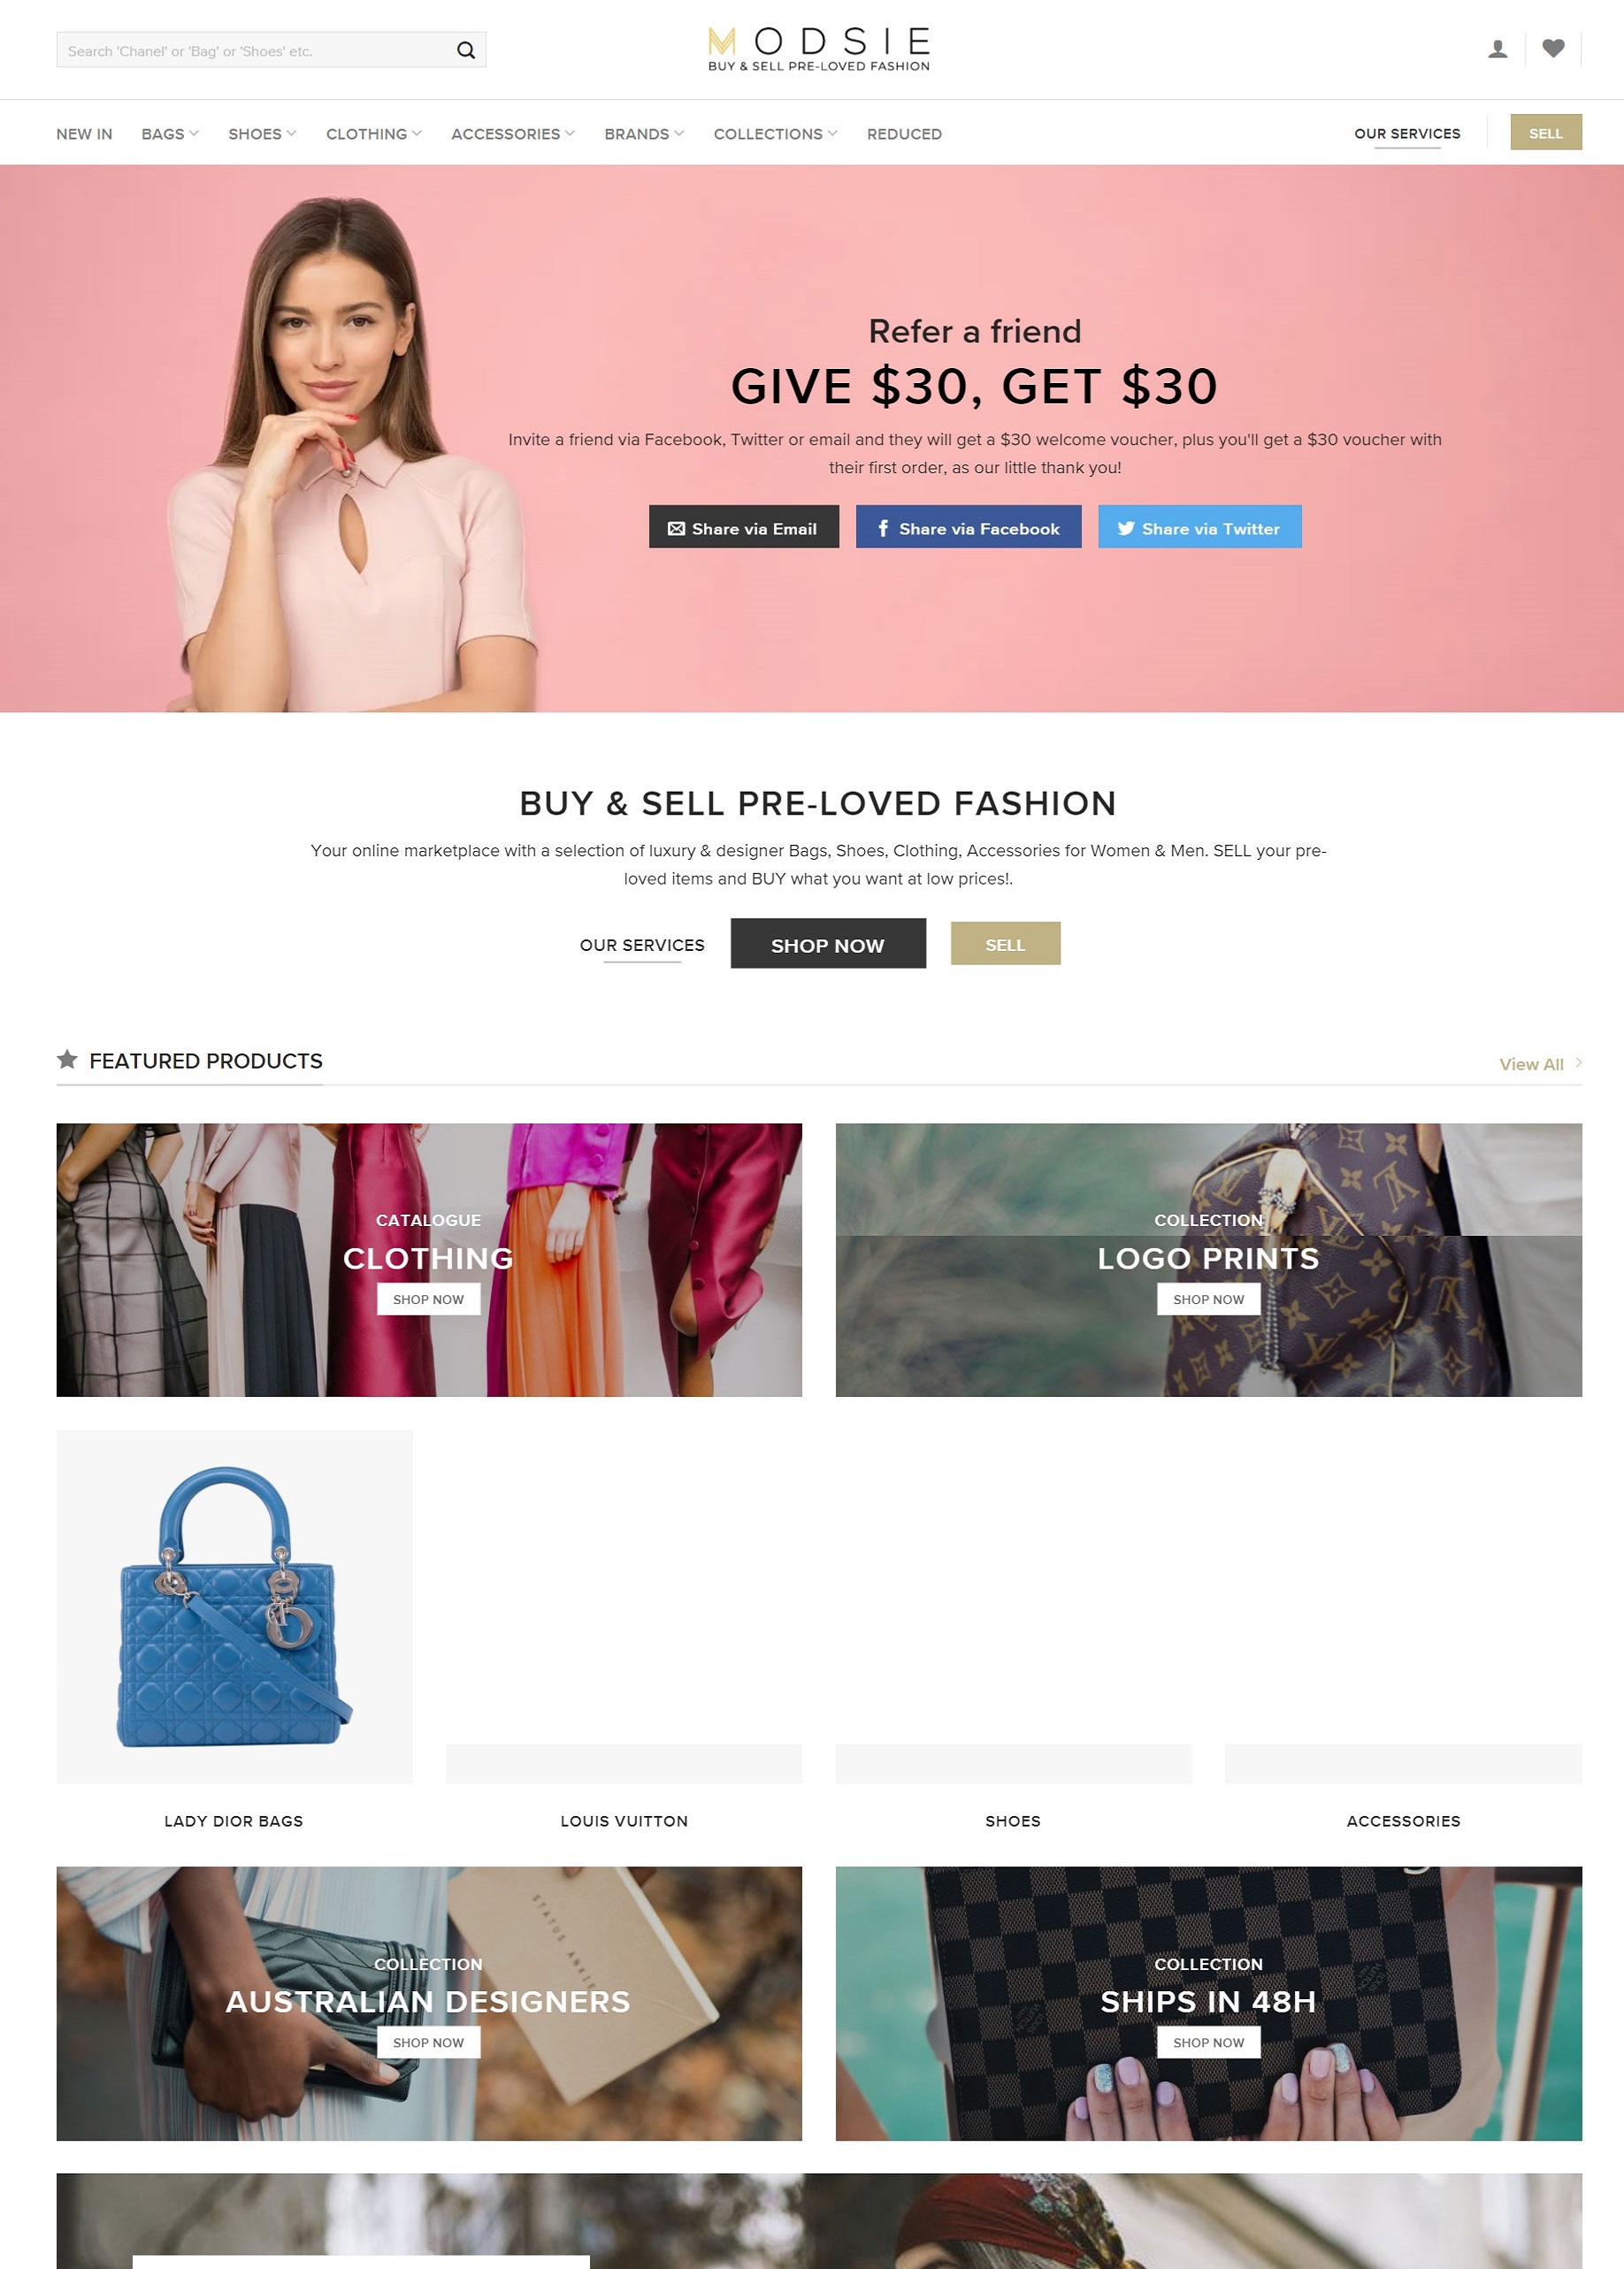 Search 'Chanel' or 'Bag' or 'Shoes' etc.
MODSIE
BUY & SELL PRE-LOVED FASHION
NEW IN
BAGS
SHOES
CLOTHING
ACCESSORIES
BRANDS
COLLECTIONS
REDUCED
OUR SERVICES
SELL
Refer a friend
GIVE $30, GET $30
Invite a friend via Facebook, Twitter or email and they will get a $30 welcome voucher, plus you'll get a $30 voucher with
their first order, as our little thank you!
Share via Email
Share via Facebook
Share via Twitter
BUY & SELL PRE-LOVED FASHION
Your online marketplace with a selection of luxury & designer Bags, Shoes, Clothing, Accessories for Women & Men. SELL your pre-
loved items and BUY what you want at low prices!.
OUR SERVICES
SHOP NOW
SELL
FEATURED PRODUCTS
View All
CATALOGUE
CLOTHING
SHOP NOW
COLLECTION
LOGO PRINTS
SHOP NOW
LADY DIOR BAGS
LOUIS VUITTON
SHOES
ACCESSORIES
COLLECTION
AUSTRALIAN DESIGNERS
SHOP NOW
STATUS
COLLECTION
SHIPS IN 48H
SHOP NOW